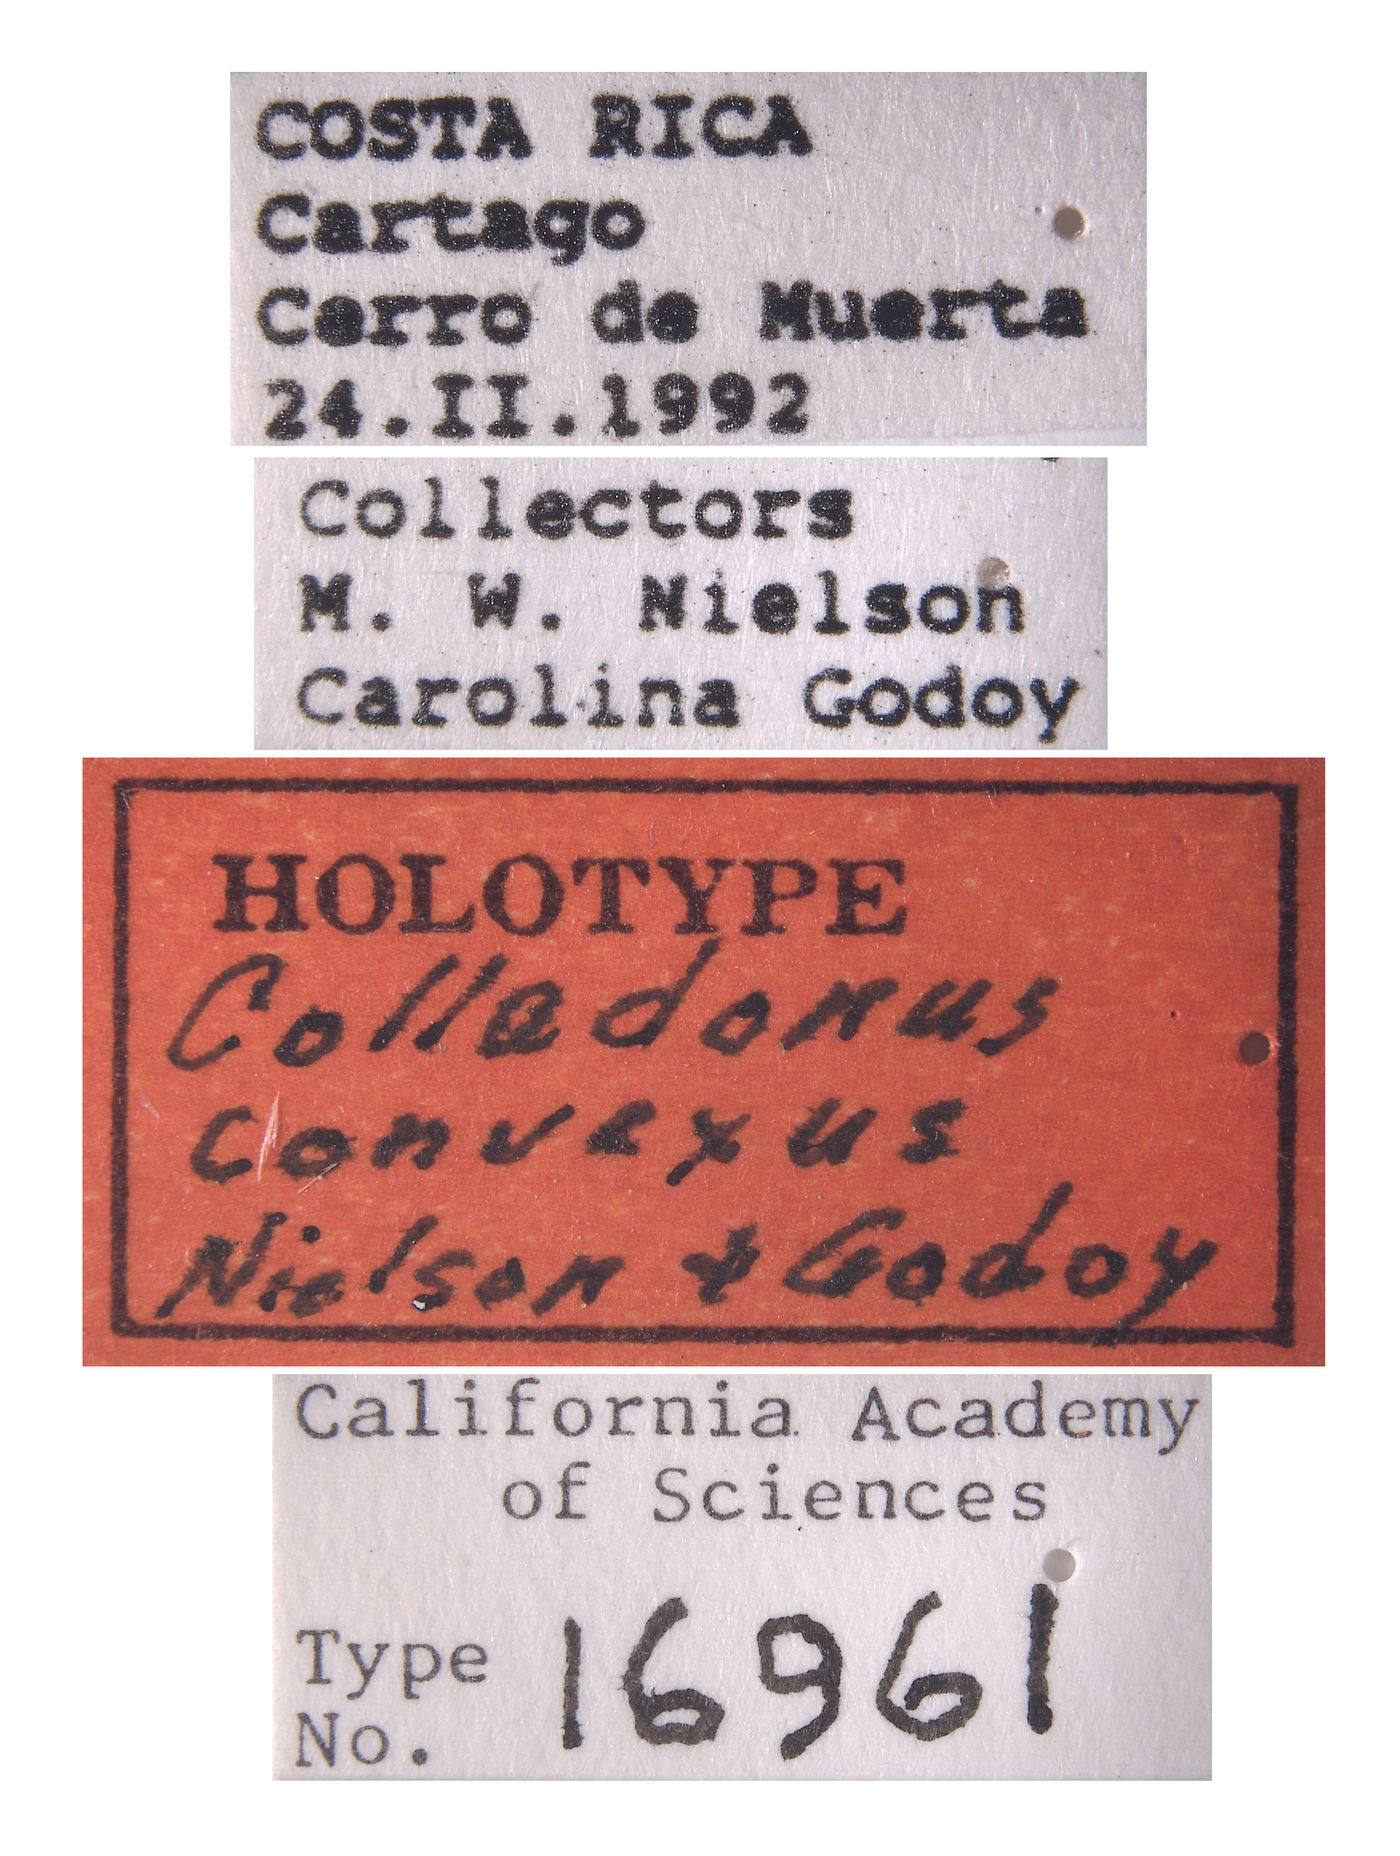 COSTA RICA
Cartago
Cerro de Muerta
24.II.1992
Collectors
M. W. Nielson
Carolina Godoy
HOLOTYPE
Colladonus
convexus
Nielson & Godoy
California Academy
of Sciences
Type
No. 16961